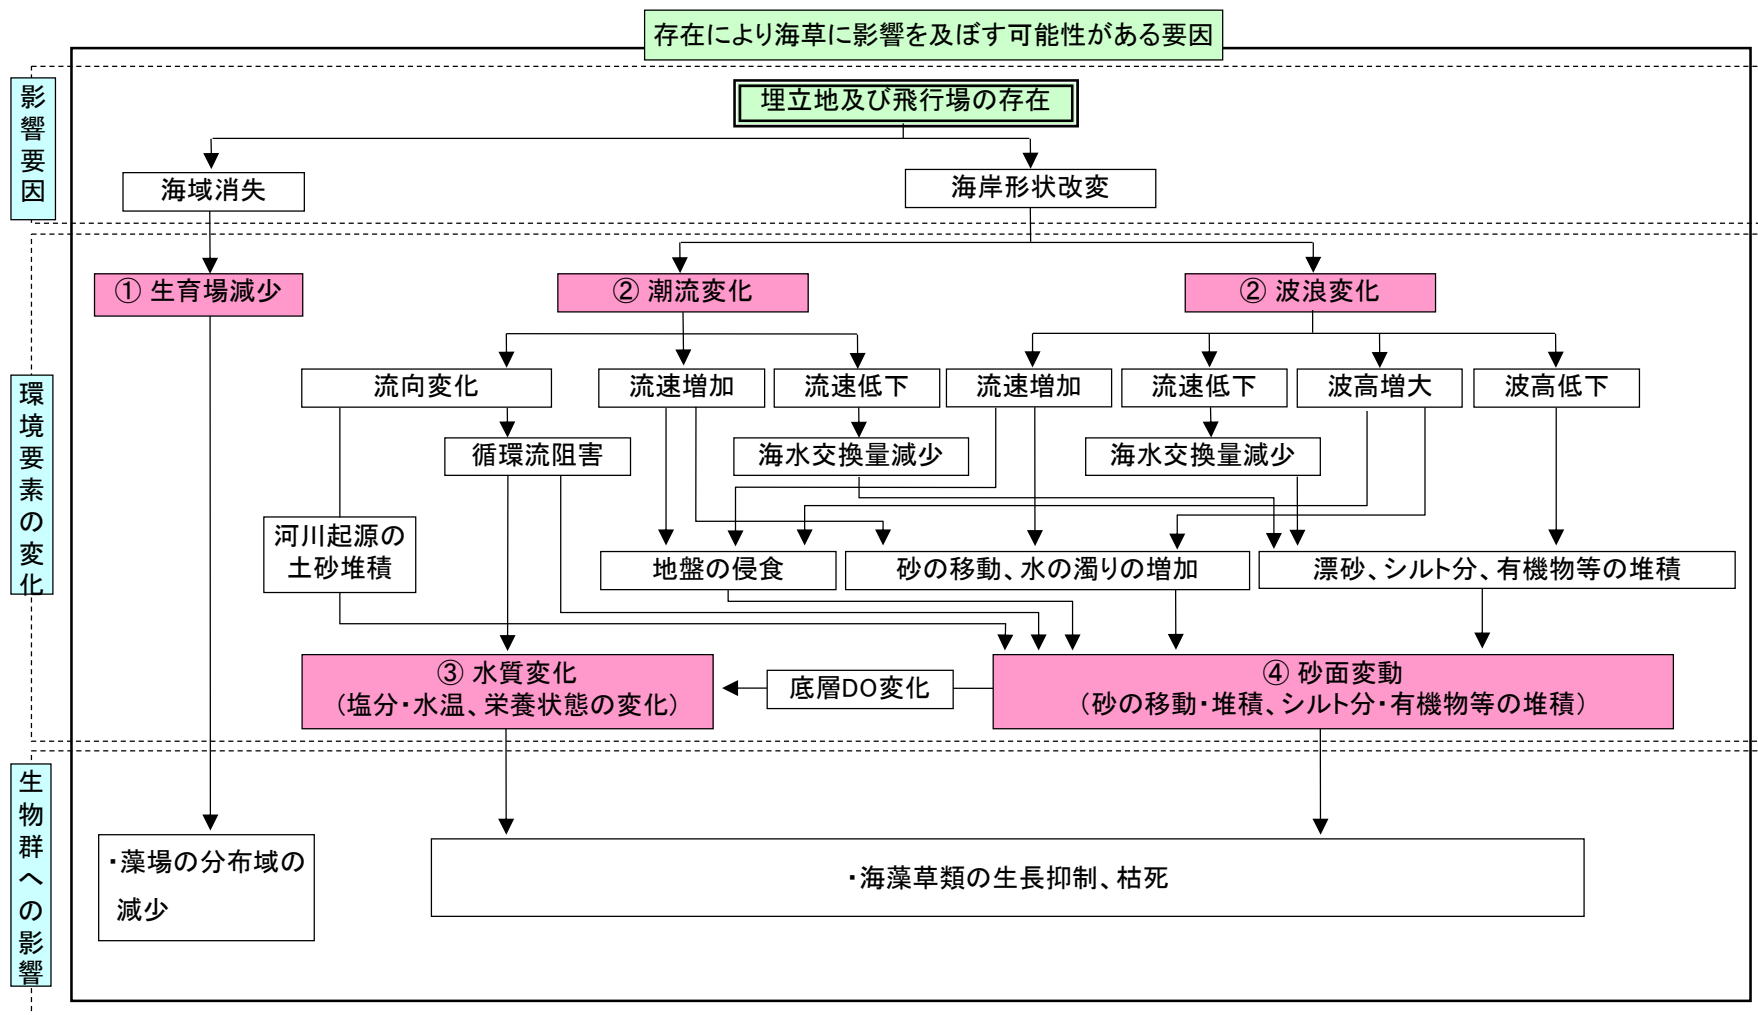 存在により海草に影響を及ぼす可能性がある要因
影響要因
埋立地及び飛行場の存在
海域消失
海岸形状改変
環境要素の変化
① 生育場減少
② 潮流変化
② 波浪変化
流向変化
流速増加
流速低下
流速増加
流速低下
波高増大
波高低下
循環流阻害
海水交換量減少
海水交換量減少
河川起源の
土砂堆積
地盤の侵食
砂の移動、水の濁りの増加
漂砂、シルト分、有機物等の堆積
③ 水質変化
（塩分・水温、栄養状態の変化）
底層DO変化
④ 砂面変動
（砂の移動・堆積、シルト分・有機物等の堆積）
生物群への影響
・藻場の分布域の
減少
・海藻草類の生長抑制、枯死